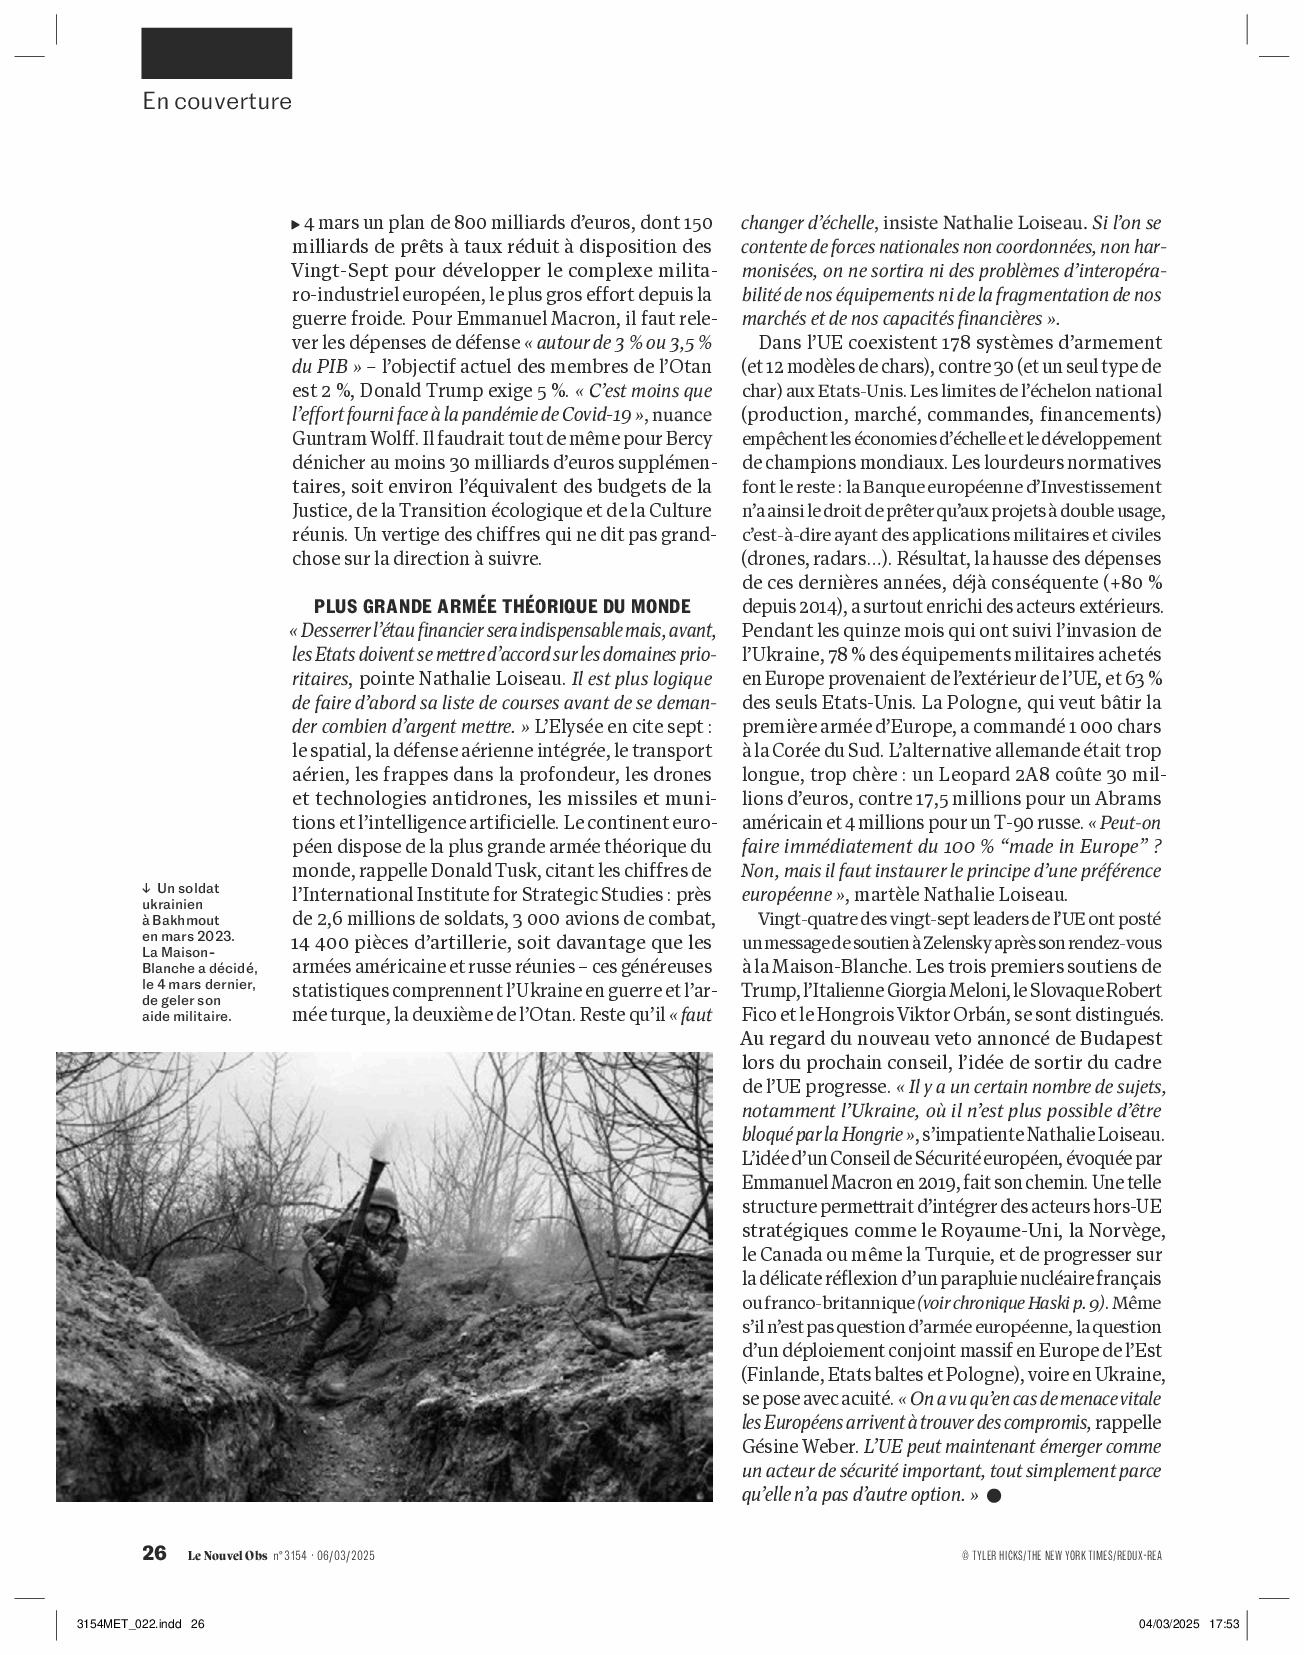 En couverture
▶ 4 mars un plan de 800 milliards d’euros, dont 150
milliards de prêts à taux réduit à disposition des
Vingt-Sept pour développer le complexe milita-
ro-industriel européen, le plus gros effort depuis la
guerre froide. Pour Emmanuel Macron, il faut rele-
ver les dépenses de défense « autour de 3 % ou 3,5 %
du PIB » – l’objectif actuel des membres de l’Otan
est 2 %, Donald Trump exige 5 %. « C’est moins que
l’effort fourni face à la pandémie de Covid-19 », nuance
Guntram Wolff. Il faudrait tout de même pour Bercy
dénicher au moins 30 milliards d’euros supplémen-
taires, soit environ l’équivalent des budgets de la
Justice, de la Transition écologique et de la Culture
réunis. Un vertige des chiffres qui ne dit pas grand-
chose sur la direction à suivre.
PLUS GRANDE ARMÉE THÉORIQUE DU MONDE
« Desserrer l’étau financier sera indispensable mais, avant,
les Etats doivent se mettre d’accord sur les domaines prio-
ritaires, pointe Nathalie Loiseau. Il est plus logique
de faire d’abord sa liste de courses avant de se deman-
der combien d’argent mettre. » L’Elysée en cite sept :
le spatial, la défense aérienne intégrée, le transport
aérien, les frappes dans la profondeur, les drones
et technologies antidrones, les missiles et muni-
tions et l’intelligence artificielle. Le continent euro-
péen dispose de la plus grande armée théorique du
monde, rappelle Donald Tusk, citant les chiffres de
l’International Institute for Strategic Studies : près
de 2,6 millions de soldats, 3 000 avions de combat,
14 400 pièces d’artillerie, soit davantage que les
armées américaine et russe réunies – ces généreuses
statistiques comprennent l’Ukraine en guerre et l’ar-
mée turque, la deuxième de l’Otan. Reste qu’il « faut
changer d’échelle, insiste Nathalie Loiseau. Si l’on se
contente de forces nationales non coordonnées, non har-
monisées, on ne sortira ni des problèmes d’interopéra-
bilité de nos équipements ni de la fragmentation de nos
marchés et de nos capacités financières ».
Dans l’UE coexistent 178 systèmes d’armement
(et 12 modèles de chars), contre 30 (et un seul type de
char) aux Etats-Unis. Les limites de l’échelon national
(production, marché, commandes, financements)
empêchent les économies d’échelle et le développement
de champions mondiaux. Les lourdeurs normatives
font le reste : la Banque européenne d’Investissement
n’a ainsi le droit de prêter qu’aux projets à double usage,
c’est-à-dire ayant des applications militaires et civiles
(drones, radars…). Résultat, la hausse des dépenses
de ces dernières années, déjà conséquente (+80 %
depuis 2014), a surtout enrichi des acteurs extérieurs.
Pendant les quinze mois qui ont suivi l’invasion de
l’Ukraine, 78 % des équipements militaires achetés
en Europe provenaient de l’extérieur de l’UE, et 63 %
des seuls Etats-Unis. La Pologne, qui veut bâtir la
première armée d’Europe, a commandé 1 000 chars
à la Corée du Sud. L’alternative allemande était trop
longue, trop chère : un Leopard 2A8 coûte 30 mil-
lions d’euros, contre 17,5 millions pour un Abrams
américain et 4 millions pour un T-90 russe. « Peut-on
faire immédiatement du 100 % “made in Europe” ?
Non, mais il faut instaurer le principe d’une préférence
européenne », martèle Nathalie Loiseau.
Vingt-quatre des vingt-sept leaders de l’UE ont posté
un message de soutien à Zelensky après son rendez-vous
à la Maison-Blanche. Les trois premiers soutiens de
Trump, l’Italienne Giorgia Meloni, le Slovaque Robert
Fico et le Hongrois Viktor Orbán, se sont distingués.
Au regard du nouveau veto annoncé de Budapest
lors du prochain conseil, l’idée de sortir du cadre
de l’UE progresse. « Il y a un certain nombre de sujets,
notamment l’Ukraine, où il n’est plus possible d’être
bloqué par la Hongrie », s’impatiente Nathalie Loiseau.
L’idée d’un Conseil de Sécurité européen, évoquée par
Emmanuel Macron en 2019, fait son chemin. Une telle
structure permettrait d’intégrer des acteurs hors-UE
stratégiques comme le Royaume-Uni, la Norvège,
le Canada ou même la Turquie, et de progresser sur
la délicate réflexion d’un parapluie nucléaire français
ou franco-britannique (voir chronique Haski p. 9). Même
s’il n’est pas question d’armée européenne, la question
d’un déploiement conjoint massif en Europe de l’Est
(Finlande, Etats baltes et Pologne), voire en Ukraine,
se pose avec acuité. « On a vu qu’en cas de menace vitale
les Européens arrivent à trouver des compromis, rappelle
Gésine Weber. L’UE peut maintenant émerger comme
un acteur de sécurité important, tout simplement parce
qu’elle n’a pas d’autre option. » ●
↓ Un soldat
ukrainien
à Bakhmout
en mars 2023.
La Maison-
Blanche a décidé,
le 4 mars dernier,
de geler son
aide militaire.
26 Le Nouvel Obs n° 3154 · 06/03/2025
© TYLER HICKS/THE NEW YORK TIMES/REDUX-REA
3154MET_022.indd 26
04/03/2025 17:53